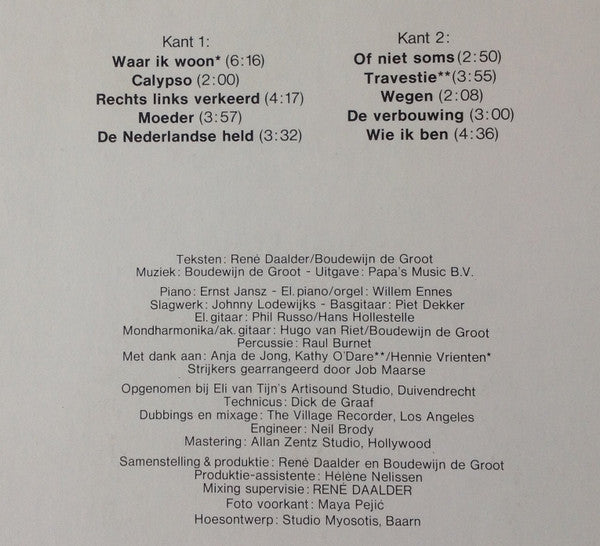 Kant 1:
Waar ik woon* (6:16)
Calypso (2:00)
Rechts links verkeerd (4:17)
Moeder (3:57)
De Nederlandse held (3:32)
Kant 2:
Of niet soms (2:50)
Travestie** (3:55)
Wegen (2:08)
De verbouwing (3:00)
Wie ik ben (4:36)
Teksten: René Daalder/Boudewijn de Groot
Muziek: Boudewijn de Groot - Uitgave: Papa's Music B.V.
Piano: Ernst Jansz - El. piano/orgel: Willem Ennes
Slagwerk: Johnny Lodewijks - Basgitaar: Piet Dekker
El. gitaar: Phil Russo/Hans Hollestelle
Mondharmonika/ak. gitaar: Hugo van Riet/Boudewijn de Groot
Percussie: Raul Burnet
Met dank aan: Anja de Jong, Kathy O'Dare**/Hennie Vrienten*
Strijkers gearrangeerd door Job Maarse
Opgenomen bij Eli van Tijn's Artisound Studio, Duivendrecht
Technicus: Dick de Graaf
Dubbings en mixage: The Village Recorder, Los Angeles
Engineer: Neil Brody
Mastering: Allan Zentz Studio, Hollywood
Samenstelling & produktie: René Daalder en Boudewijn de Groot
Produktie-assistente: Hélène Nelissen
Mixing supervisie: RENÉ DAALDER
Foto voorkant: Maya Pejić
Hoesontwerp: Studio Myosotis, Baarn